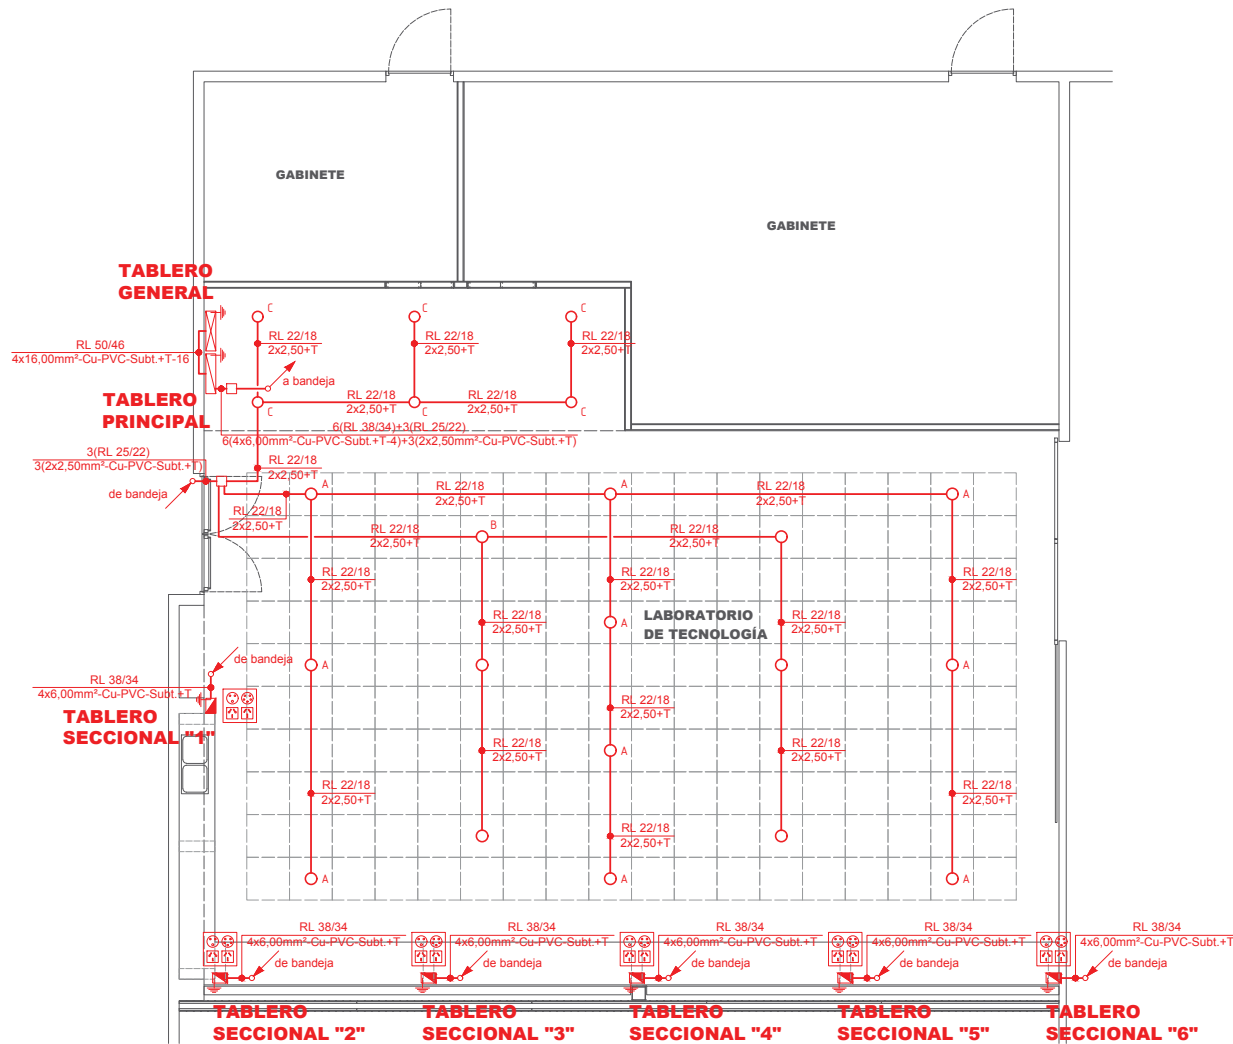 GABINETE
GABINETE
TABLERO
GENERAL
C
C
C
RL 22/18
2x2,50+T
RL 22/18
2x2,50+T
RL 22/18
2x2,50+T
RL 50/46
4x16,00mm²-Cu-PVC-Subt.+T-16
a bandeja
TABLERO
PRINCIPAL
RL 22/18
2x2,50+T
RL 22/18
2x2,50+T
C
C
C
6(RL 38/34)+3(RL 25/22)
6(4x6,00mm²-Cu-PVC-Subt.+T-4)+3(2x2,50mm²-Cu-PVC-Subt.+T)
3(RL 25/22)
3(2x2,50mm²-Cu-PVC-Subt.+T)
RL 22/18
2x2,50+T
de bandeja
A
RL 22/18
2x2,50+T
A
RL 22/18
2x2,50+T
A
RL 22/18
2x2,50+T
RL 22/18
2x2,50+T
B
RL 22/18
2x2,50+T
RL 22/18
2x2,50+T
RL 22/18
2x2,50+T
RL 22/18
2x2,50+T
RL 22/18
2x2,50+T
A
LABORATORIO
DE TECNOLOGÍA
RL 22/18
2x2,50+T
de bandeja
A
A
RL 38/34
4x6,00mm²-Cu-PVC-Subt.+T
RL 22/18
2x2,50+T
TABLERO
SECCIONAL "1"
RL 22/18
2x2,50+T
A
RL 22/18
2x2,50+T
RL 22/18
2x2,50+T
RL 22/18
2x2,50+T
RL 22/18
2x2,50+T
A
A
A
RL 38/34
4x6,00mm²-Cu-PVC-Subt.+T
de bandeja
RL 38/34
4x6,00mm²-Cu-PVC-Subt.+T
de bandeja
RL 38/34
4x6,00mm²-Cu-PVC-Subt.+T
de bandeja
RL 38/34
4x6,00mm²-Cu-PVC-Subt.+T
de bandeja
RL 38/34
4x6,00mm²-Cu-PVC-Subt.+T
de bandeja
TABLERO
SECCIONAL "2"
TABLERO
SECCIONAL "3"
TABLERO
SECCIONAL "4"
TABLERO
SECCIONAL "5"
TABLERO
SECCIONAL "6"